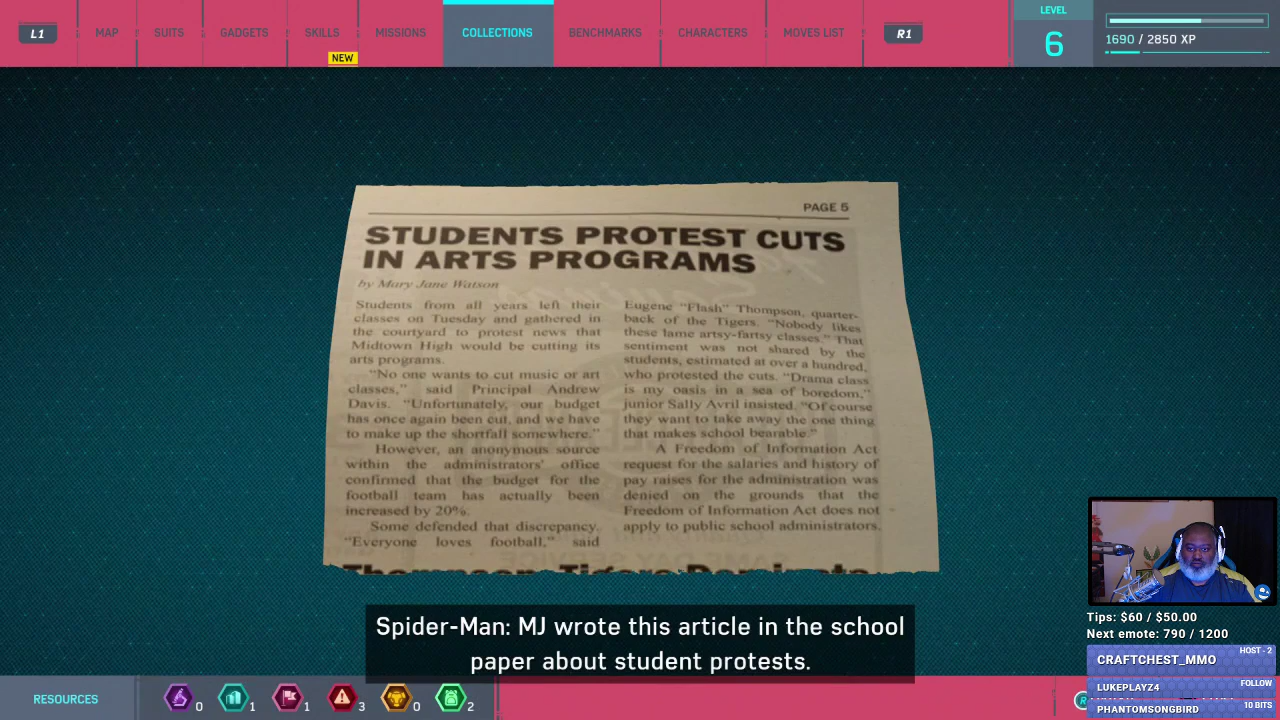 L1
MAP
SUITS
GADGETS
SKILLS
NEW
MISSIONS
COLLECTIONS
BENCHMARKS
CHARACTERS
MOVES LIST
R1
LEVEL
6
1690 / 2850 XP
PAGE 5
STUDENTS PROTEST CUTS
IN ARTS PROGRAMS
by Mary Jane Watson
Students from all years left their
classes on Tuesday and gathered in
the courtyard to protest news that
Midtown High would be cutting its
arts programs.
"No one wants to cut music or art
classes," said Principal Andrew
Davis. "Unfortunately, our budget
has once again been cut, and we have
to make up the shortfall somewhere."
However, an anonymous source
within the administrators' office
confirmed that the budget for the
football team has actually been
increased by 20%.
Some defended that discrepancy.
"Everyone loves football," said
Eugene "Flash" Thompson, quarter-
back of the Tigers. "Nobody likes
these lame artsy-fartsy classes." That
sentiment was not shared by the
students, estimated at over a hundred,
who protested the cuts. "Drama class
is my oasis in a sea of boredom,"
junior Sally Avril insisted. "Of course
they want to take away the one thing
that makes school bearable."
A Freedom of Information Act
request for the salaries and history of
pay raises for the administration was
denied on the grounds that the
Freedom of Information Act does not
apply to public school administrators.
Thompson, Tigers Dominate
Spider-Man: MJ wrote this article in the school
paper about student protests.
Tips: $60 / $50.00
Next emote: 790 / 1200
HOST - 2
CRAFTCHEST_MMO
FOLLOW
LUKEPLAYZ4
10 BITS
PHANTOMSONGBIRD
RESOURCES
0
1
1
3
0
2